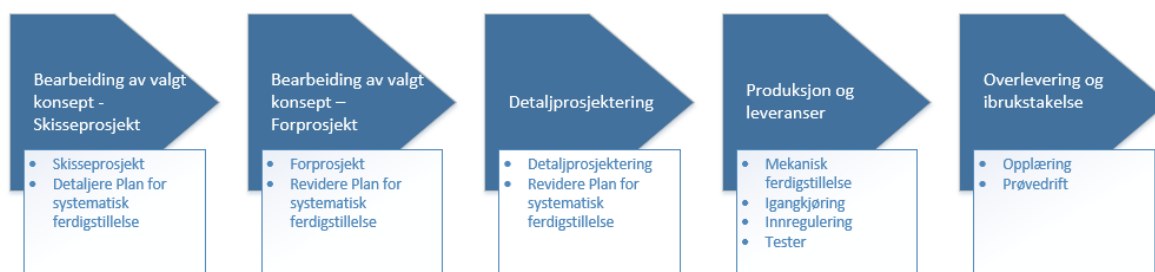 Bearbeiding av valgt
konsept -
Skisseprosjekt
• Skisseprosjekt
• Detaljere Plan for
systematisk
ferdigstillelse
Bearbeiding av valgt
konsept –
Forprosjekt
• Forprosjekt
• Revidere Plan for
systematisk
ferdigstillelse
Detaljprosjektering
• Detaljprosjektering
• Revidere Plan for
systematisk
ferdigstillelse
Produksjon og
leveranser
• Mekanisk
ferdigstillelse
• Igangkjøring
• Innregulering
• Tester
Overlevering og
ibrukstakelse
• Opplæring
• Prøvedrift